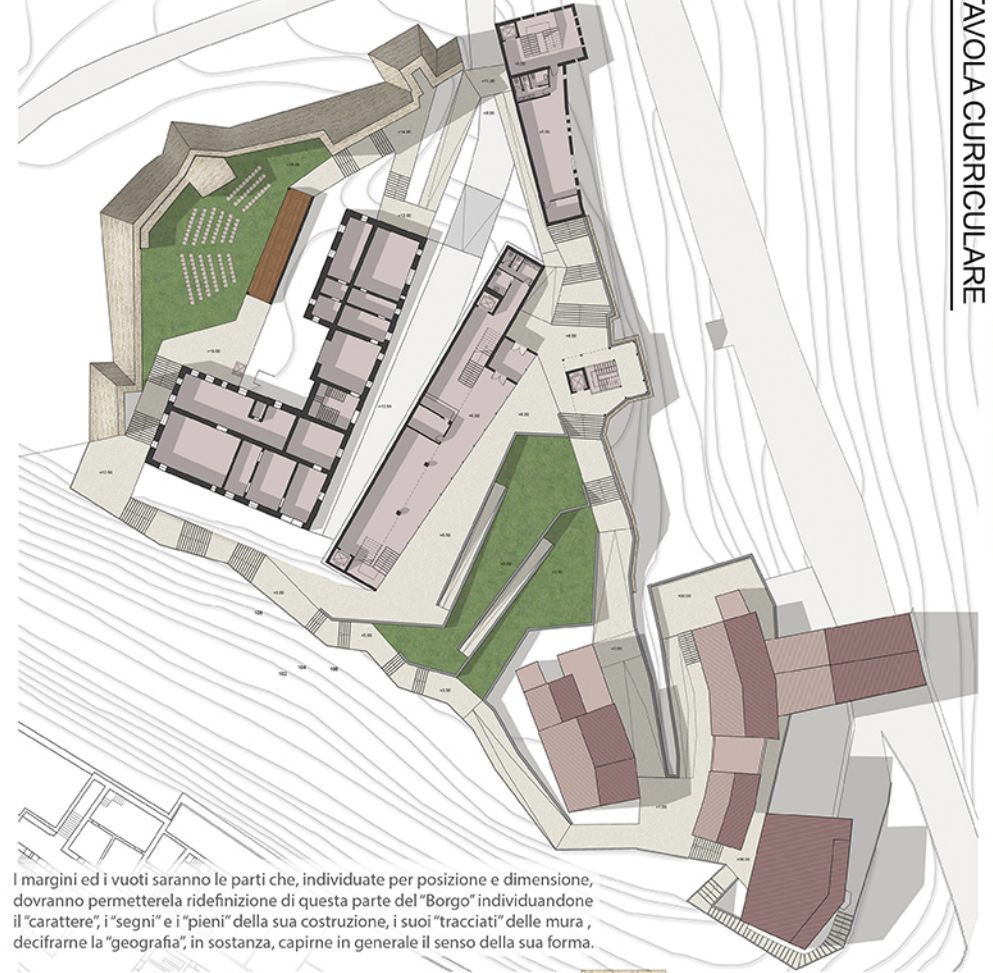 TAVOLA CURRICULARE
I margini ed i vuoti saranno le parti che, individuate per posizione e dimensione,
dovranno permetterela ridefinizione di questa parte del “Borgo” individuandone
il “carattere”, i “segni” e i “pieni” della sua costruzione, i suoi “tracciati” delle mura ,
decifrarne la “geografia”, in sostanza, capirne in generale il senso della sua forma.